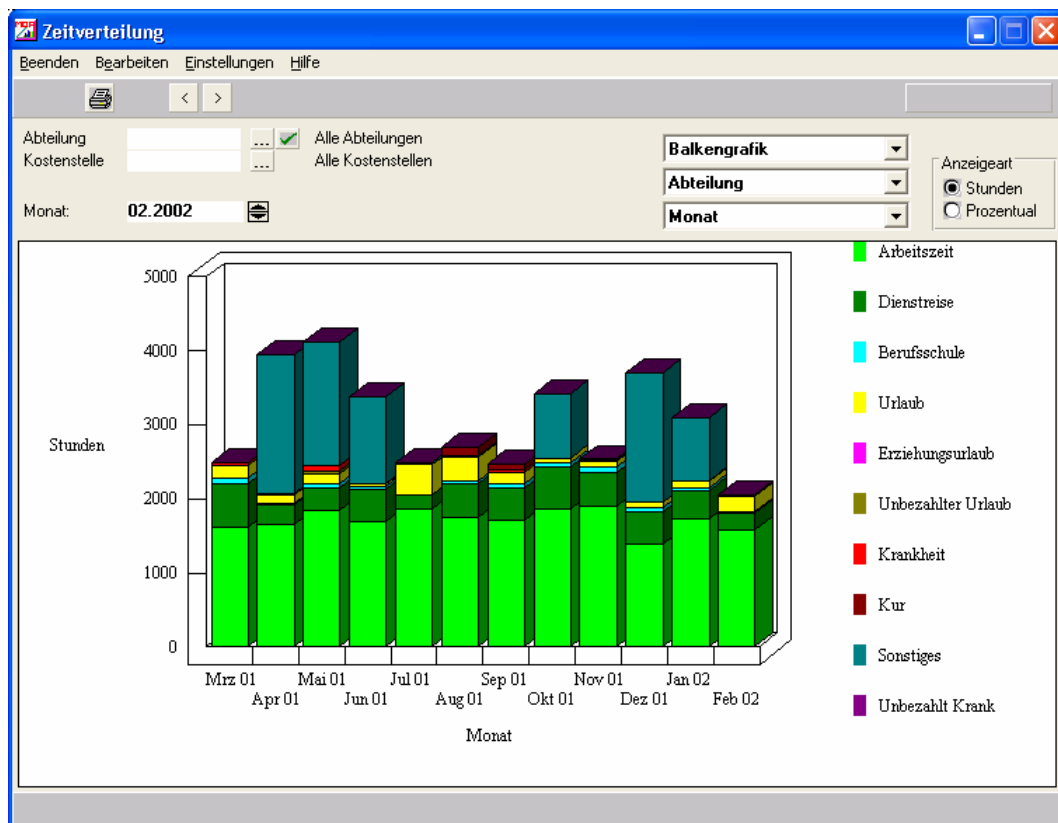 Zeitverteilung
Beenden Bearbeiten Einstellungen Hilfe
< >
Abteilung ... Alle Abteilungen
Kostenstelle ... Alle Kostenstellen
Monat: 02.2002
Balkengrafik
Abteilung
Monat
Anzeigeart
Stunden
Prozentual
5000
4000
3000
2000
1000
0
Stunden
Mrz 01 Mai 01 Jul 01 Sep 01 Nov 01 Jan 02
Apr 01 Jun 01 Aug 01 Okt 01 Dez 01 Feb 02
Monat
Arbeitszeit
Dienstreise
Berufsschule
Urlaub
Erziehungsurlaub
Unbezahlter Urlaub
Krankheit
Kur
Sonstiges
Unbezahlt Krank